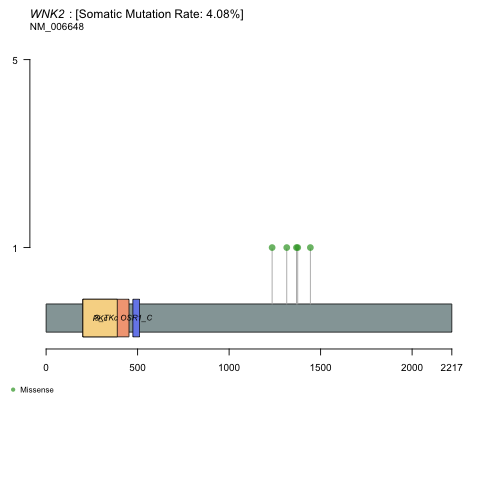 WNK2 : [Somatic Mutation Rate: 4.08%]
NM_006648
5
1
OSR1_C
0 500 1000 1500 2000 2217
Missense